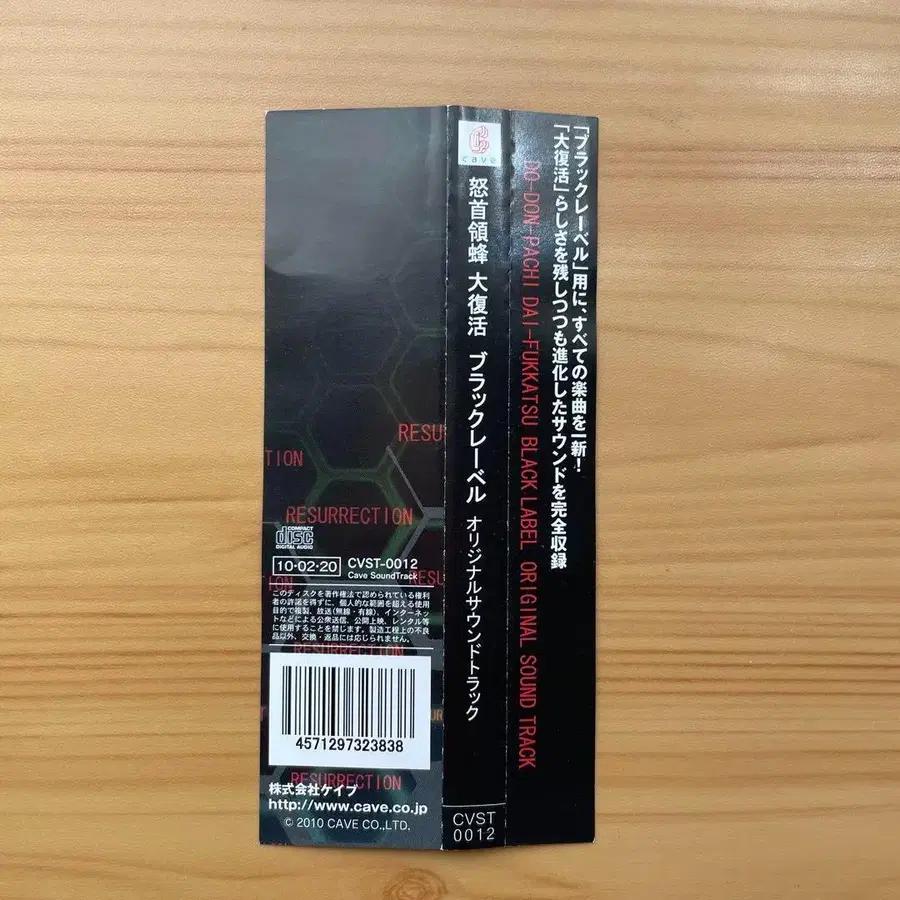 「ブラックレーベル」用に、すべての楽曲を一新！
「大復活」らしさを残しつつも進化したサウンドを完全収録
DO-DON-PACHI DAI-FUKKATSU BLACK LABEL ORIGINAL SOUND TRACK
cave
怒首領蜂 大復活 ブラックレーベル オリジナルサウンドトラック
CVST
0012
RESU
TION
RESURRECTION
COMPACT
disc
DIGITAL AUDIO
10・02・20
CVST-0012
Cave SoundTrack
RESU
このディスクを著作権法で認められている権利
者の許諾を得ずに、個人的な範囲を超える使用
目的で複製、放送(無線・有線)、インターネッ
トなどによる公衆送信、公開上映、レンタル等
に使用することを禁じます。製造工程上の不良
品以外、交換・返品には応じられません。
RESURRECTION
4571297323838
RESURRECTION
株式会社ケイブ
http://www.cave.co.jp
© 2010 CAVE CO.,LTD.